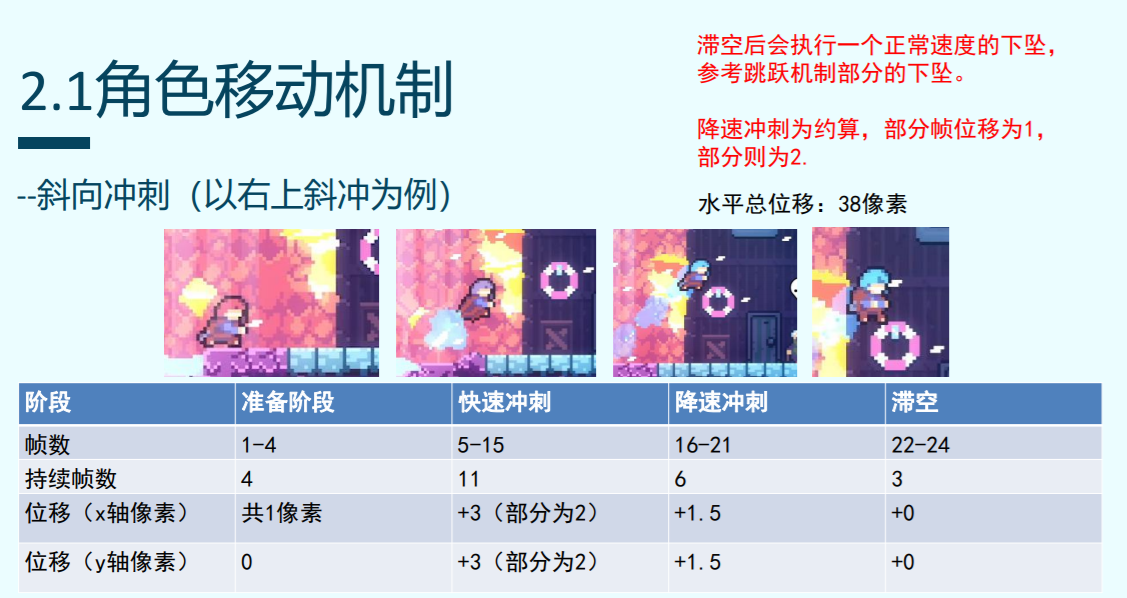 2.1角色移动机制
--斜向冲刺（以右上斜冲为例）
滞空后会执行一个正常速度的下坠，
参考跳跃机制部分的下坠。
降速冲刺为约算，部分帧位移为1，
部分则为2.
水平总位移：38像素
阶段 准备阶段 快速冲刺 降速冲刺 滞空
帧数 1-4 5-15 16-21 22-24
持续帧数 4 11 6 3
位移（x轴像素） 共1像素 +3（部分为2） +1.5 +0
位移（y轴像素） 0 +3（部分为2） +1.5 +0